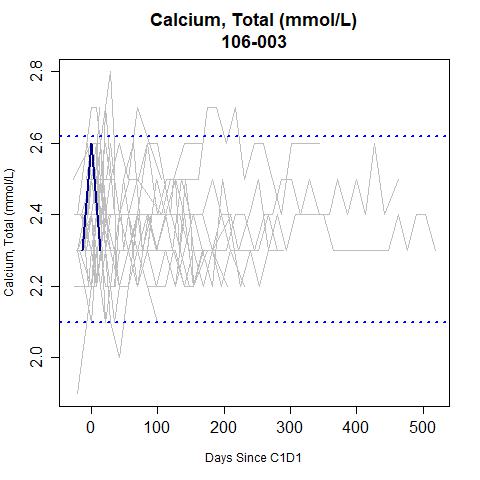 Calcium, Total (mmol/L)
106-003
Calcium, Total (mmol/L)
2.8
2.6
2.4
2.2
2.0
0 100 200 300 400 500
Days Since C1D1